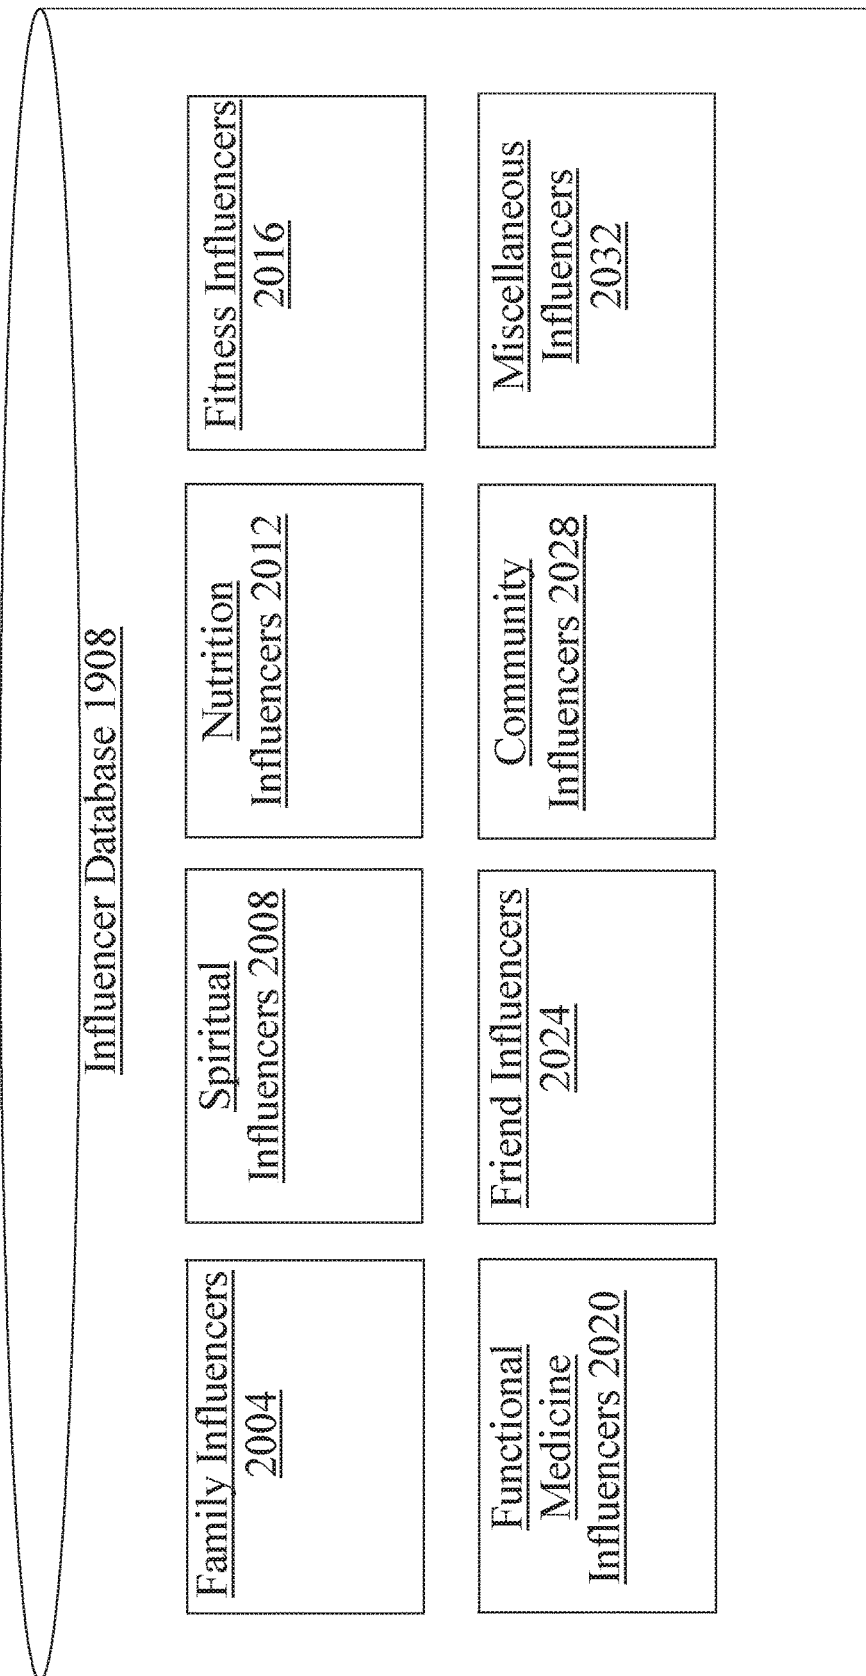 Influencer Database 1908
Family Influencers
2004
Spiritual
Influencers 2008
Nutrition
Influencers 2012
Fitness Influencers
2016
Functional
Medicine
Influencers 2020
Friend Influencers
2024
Community
Influencers 2028
Miscellaneous
Influencers
2032